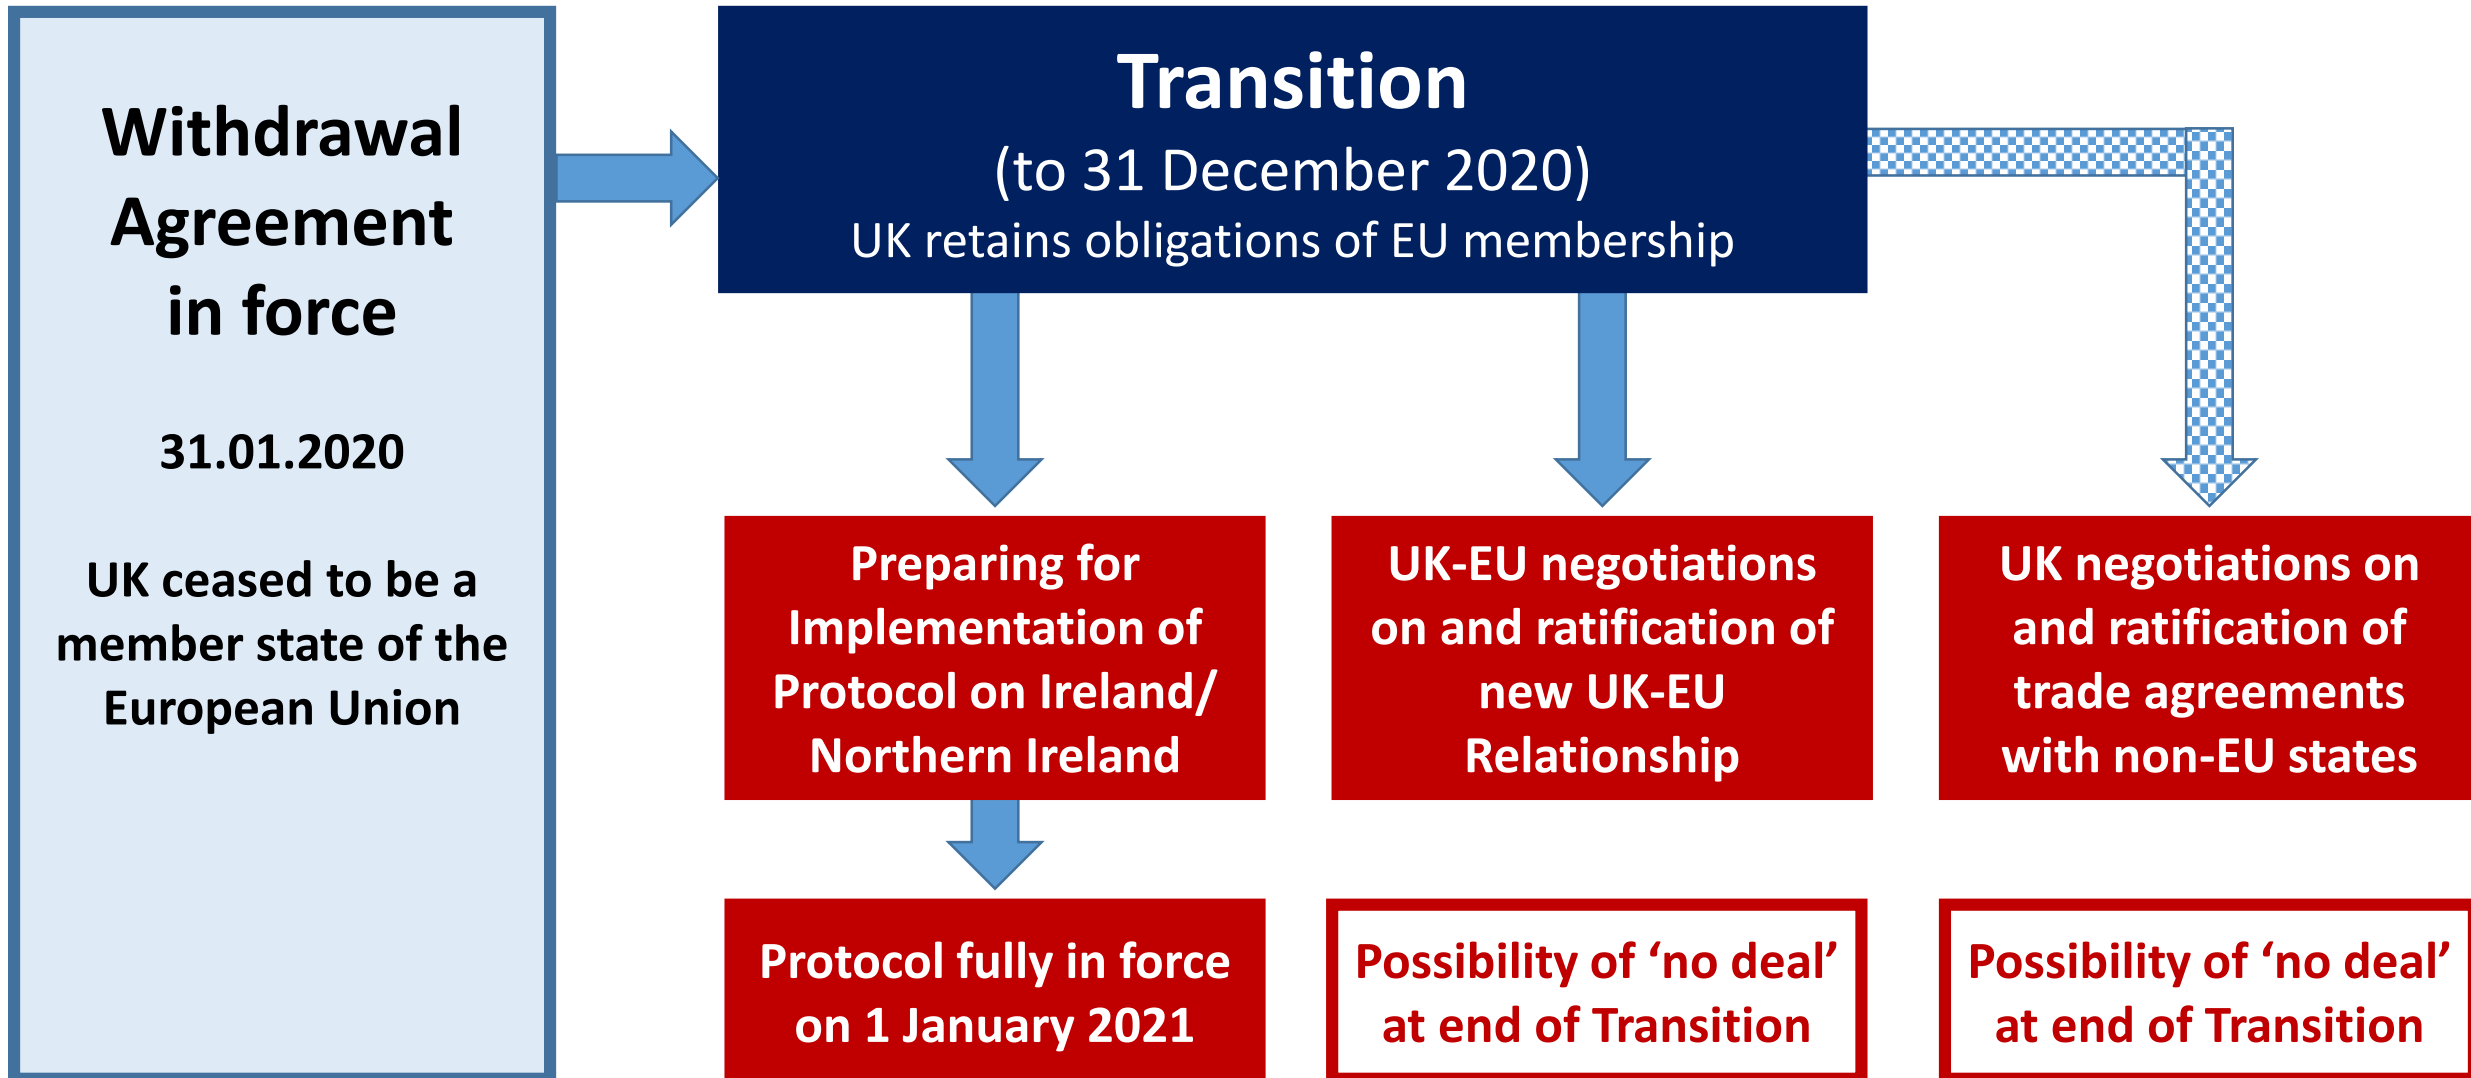 Withdrawal
Agreement
in force
31.01.2020
UK ceased to be a
member state of the
European Union
Transition
(to 31 December 2020)
UK retains obligations of EU membership
Preparing for
Implementation of
Protocol on Ireland/
Northern Ireland
UK-EU negotiations
on and ratification of
new UK-EU
Relationship
UK negotiations on
and ratification of
trade agreements
with non-EU states
Protocol fully in force
on 1 January 2021
Possibility of ‘no deal’
at end of Transition
Possibility of ‘no deal’
at end of Transition